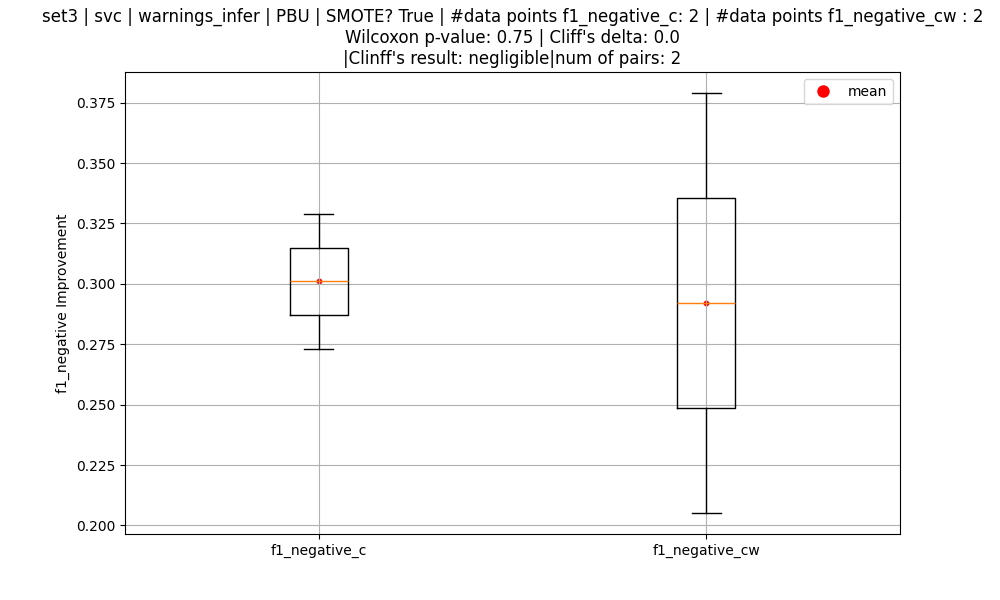 set3 | svc | warnings_infer | PBU | SMOTE? True | #data points f1_negative_c: 2 | #data points f1_negative_cw : 2
Wilcoxon p-value: 0.75 | Cliff's delta: 0.0
|Clinff's result: negligible|num of pairs: 2
mean
0.375
0.350
0.325
0.300
0.275
0.250
0.225
0.200
f1_negative Improvement
f1_negative_c
f1_negative_cw